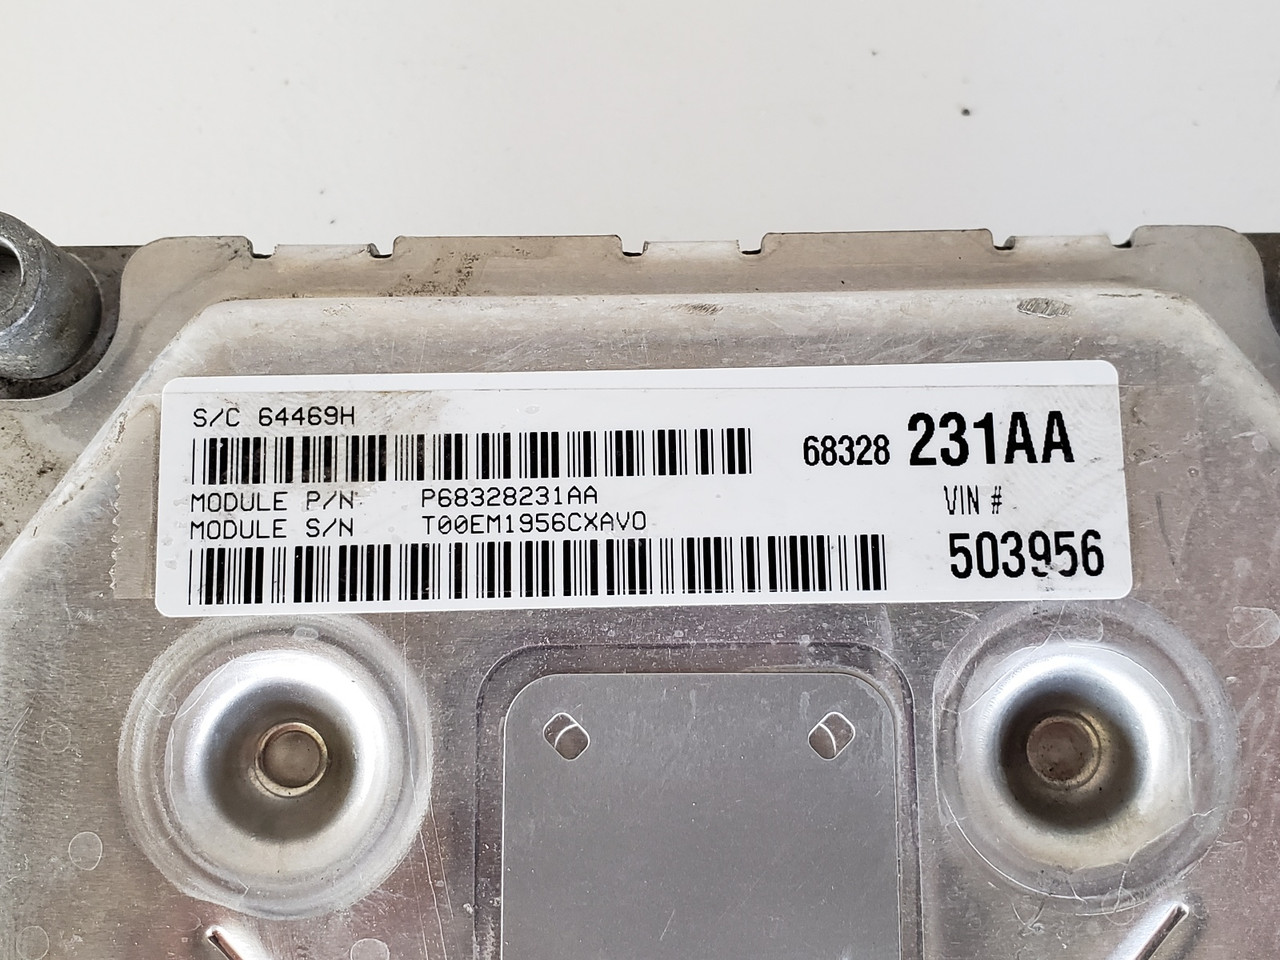 S/C 64469H
68328 231AA
MODULE P/N: P68328231AA
MODULE S/N T00EM1956CXAV0
VIN #
503956